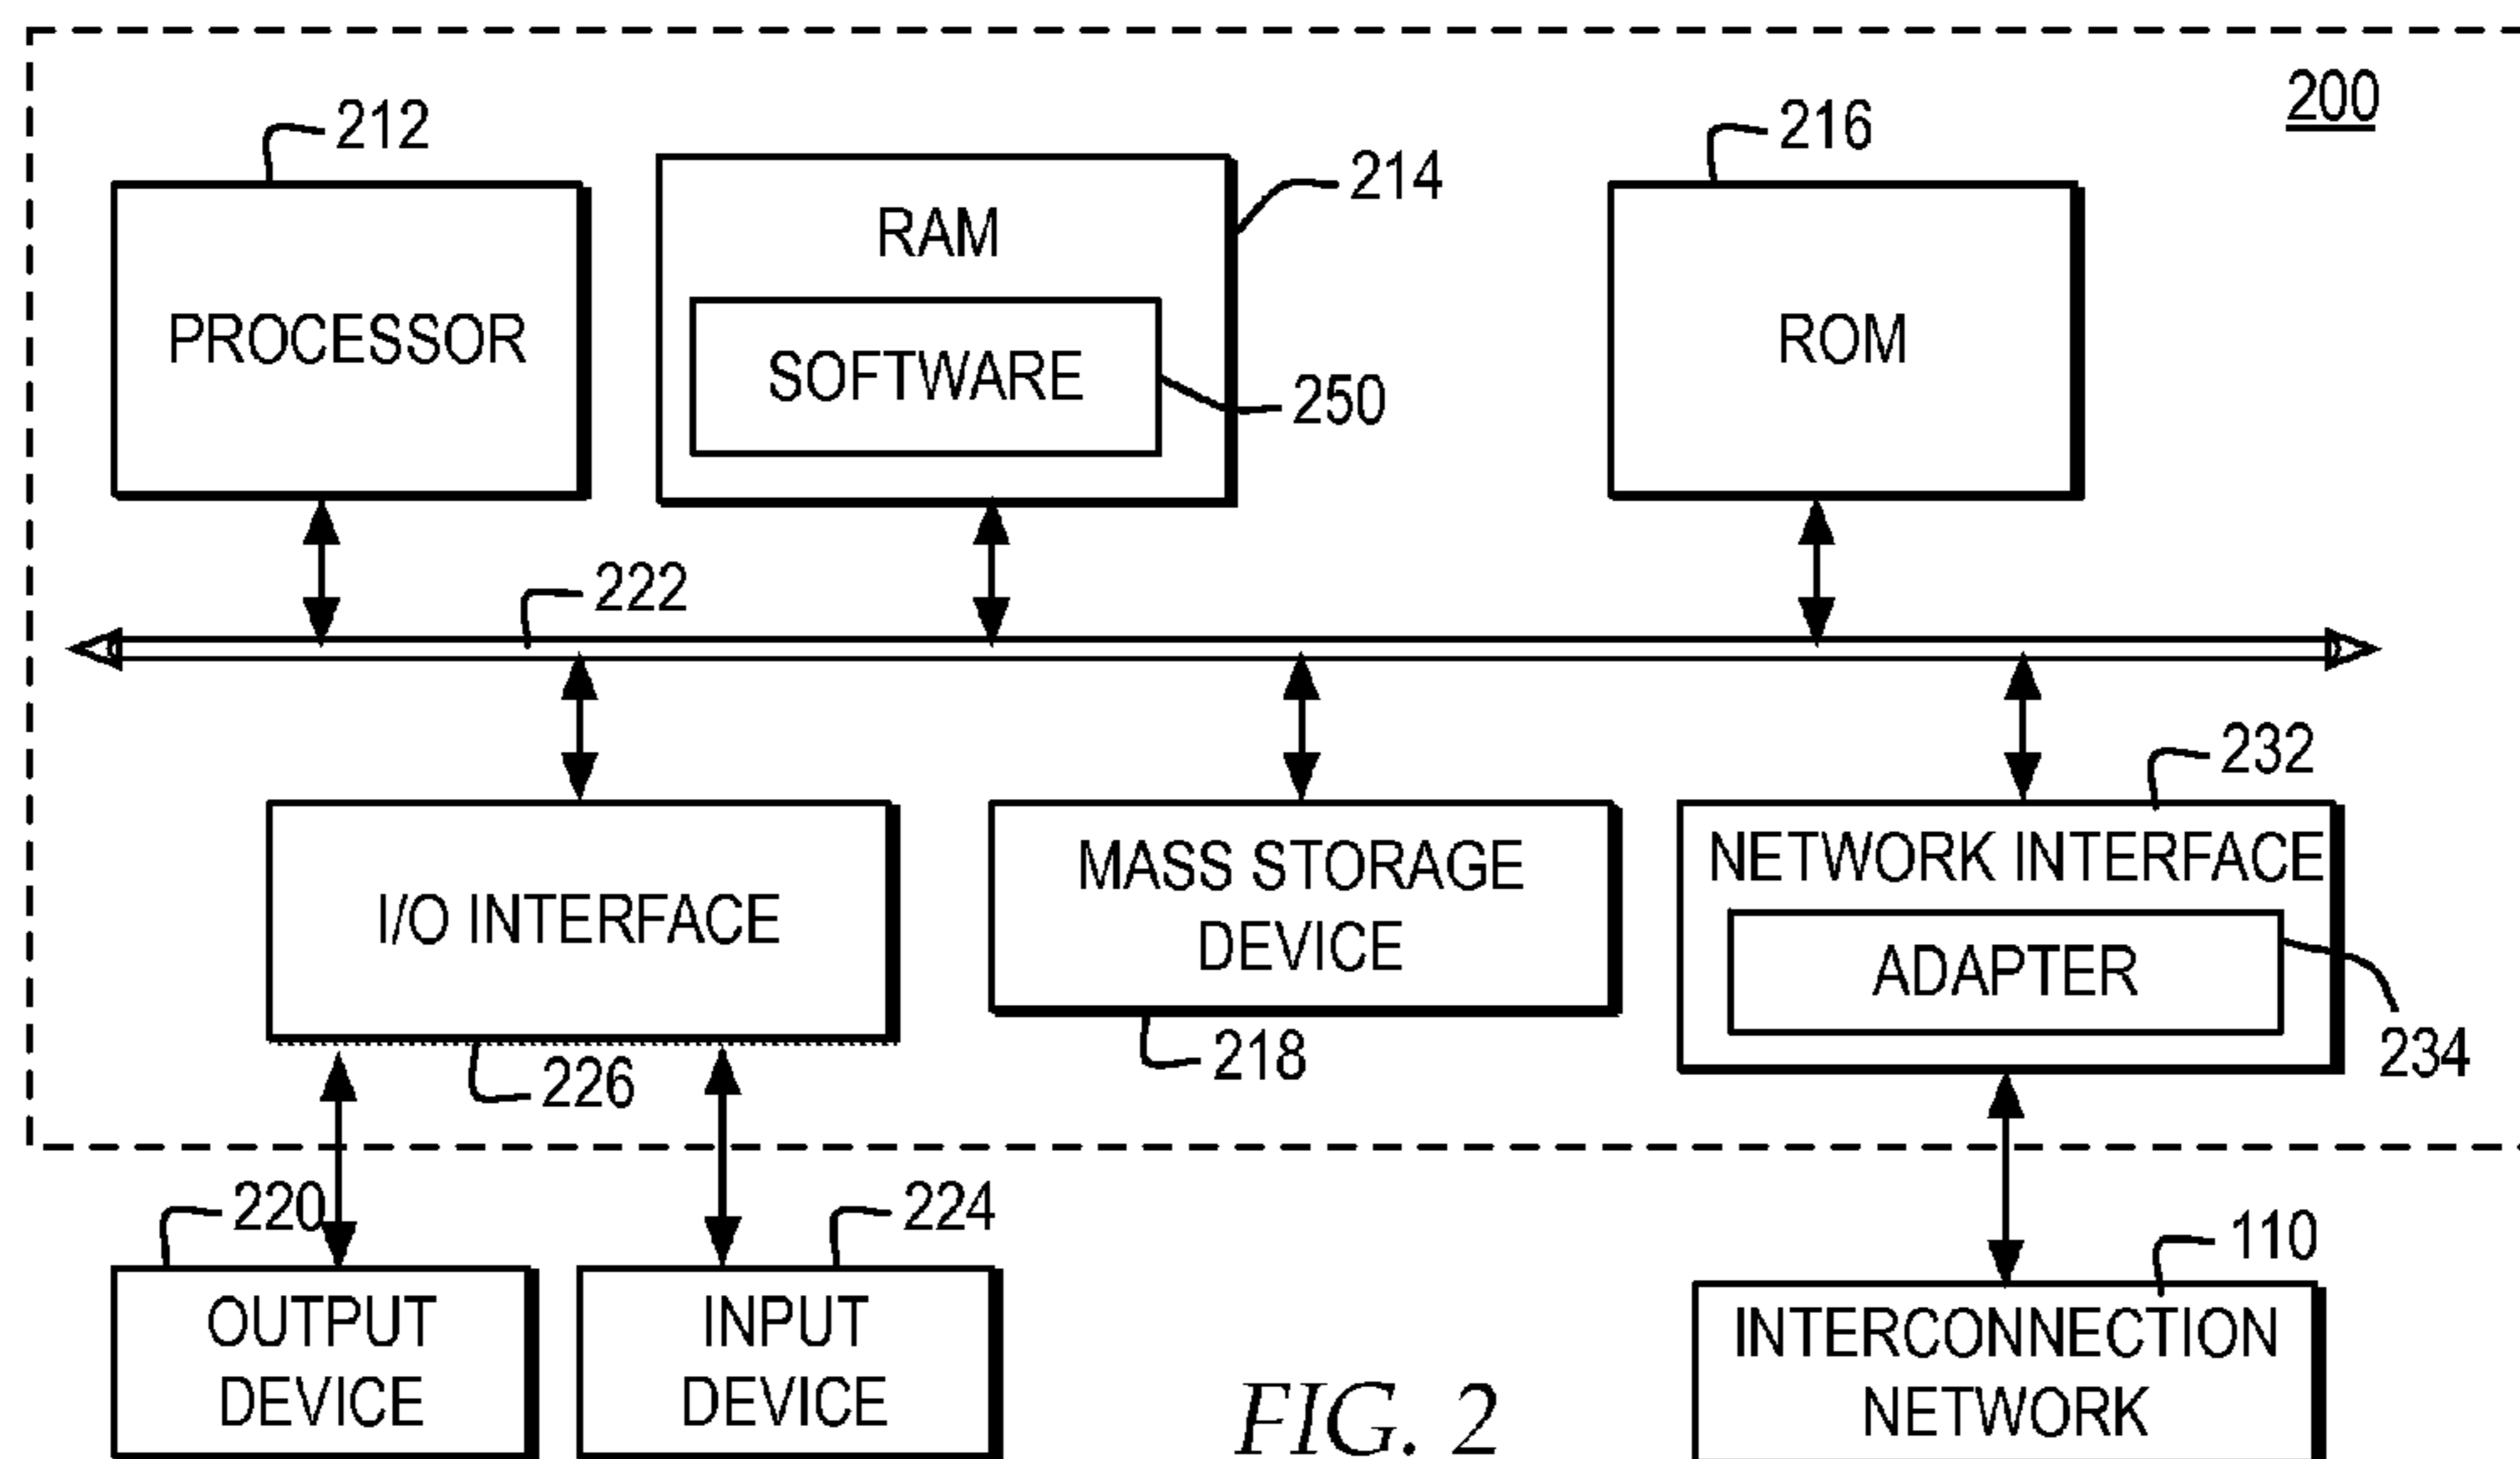 200
212
216
214
RAM
PROCESSOR
SOFTWARE
250
ROM
222
232
MASS STORAGE
DEVICE
NETWORK INTERFACE
I/O INTERFACE
ADAPTER
226
218
234
220
224
110
OUTPUT
DEVICE
INPUT
DEVICE
INTERCONNECTION
NETWORK
FIG. 2